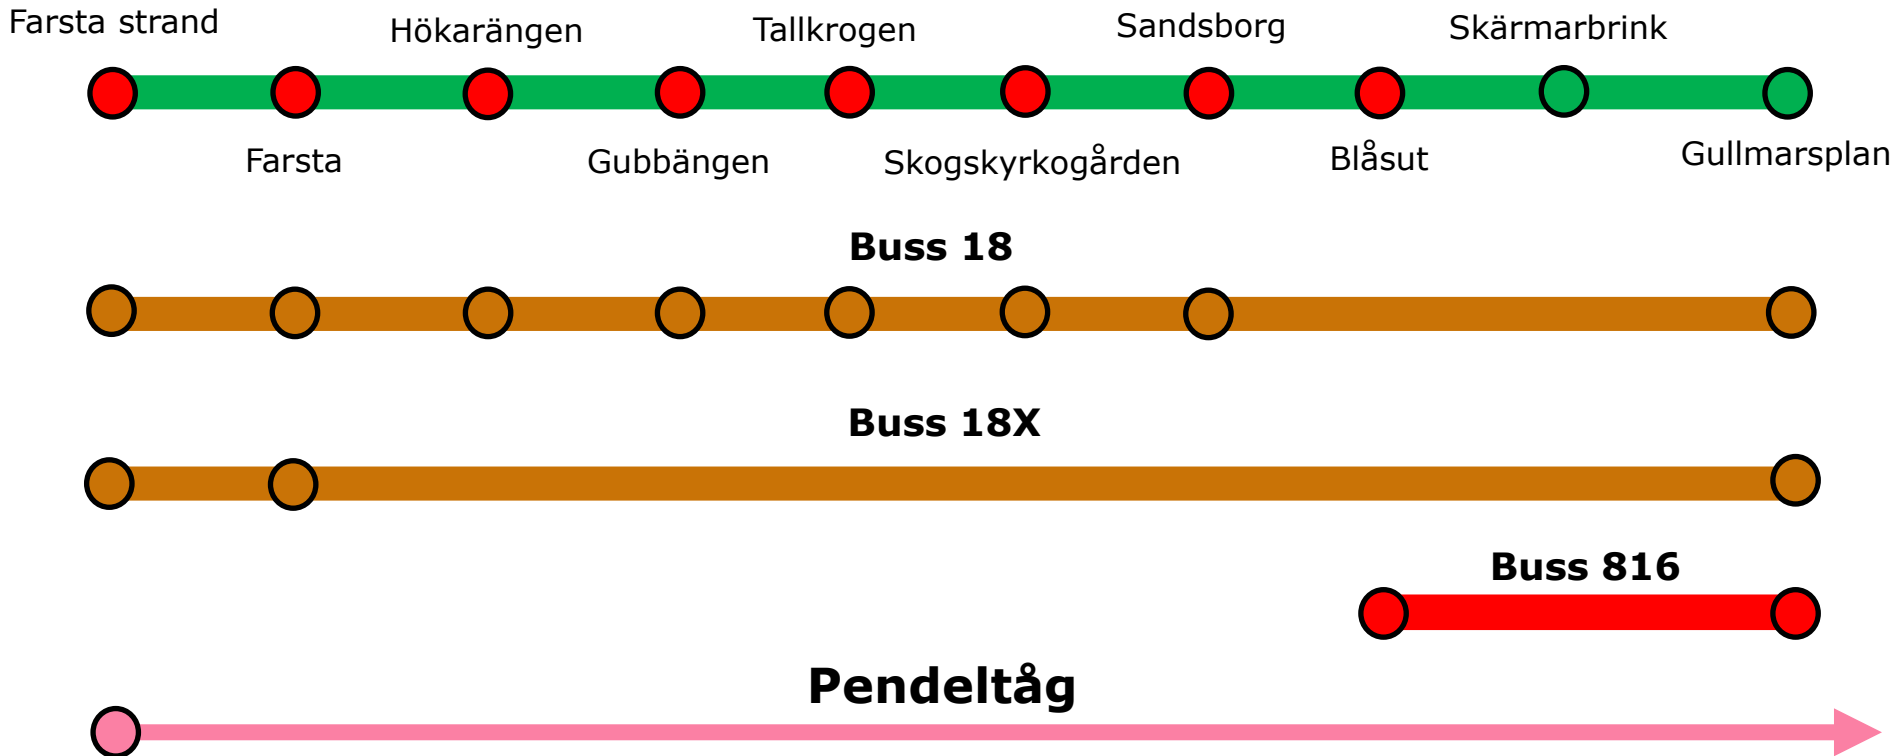 Farsta strand
Hökarängen
Tallkrogen
Sandsborg
Skärmarbrink
Farsta
Gubbängen
Skogskyrkogården
Blåsut
Gullmarsplan
Buss 18
Buss 18X
Buss 816
Pendeltåg